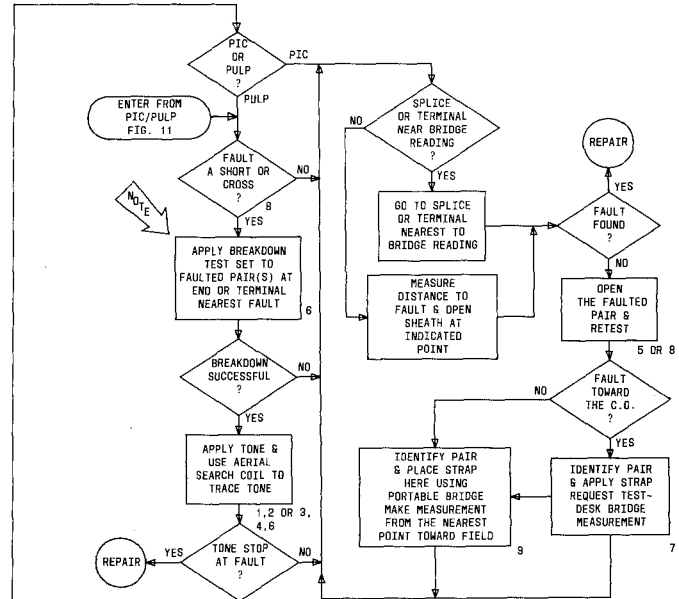 PIC
OR
PULP
?
PIC
PULP
ENTER FROM
PIC/PULP
FIG. 11
FAULT
A SHORT OR
CROSS
?
NO
8
YES
NOTE
APPLY BREAKDOWN
TEST SET TO
FAULTED PAIR(S) AT
END OR TERMINAL
NEAREST FAULT
6
BREAKDOWN
SUCCESSFUL
?
NO
YES
APPLY TONE &
USE AERIAL
SEARCH COIL TO
TRACE TONE
1,2 OR 3,
4,6
TONE STOP
AT FAULT
?
YES
NO
REPAIR
SPLICE
OR TERMINAL
NEAR BRIDGE
READING
?
NO
YES
GO TO SPLICE
OR TERMINAL
NEAREST TO
BRIDGE READING
MEASURE
DISTANCE TO
FAULT & OPEN
SHEATH AT
INDICATED
POINT
REPAIR
YES
FAULT
FOUND
?
NO
OPEN
THE FAULTED
PAIR &
RETEST
5 OR 8
FAULT
TOWARD
THE C.O.
?
NO
YES
IDENTIFY PAIR
& PLACE STRAP
HERE USING
PORTABLE BRIDGE
MAKE MEASUREMENT
FROM THE NEAREST
POINT TOWARD FIELD
9
IDENTIFY PAIR
& APPLY STRAP
REQUEST TEST-
DESK BRIDGE
MEASUREMENT
7